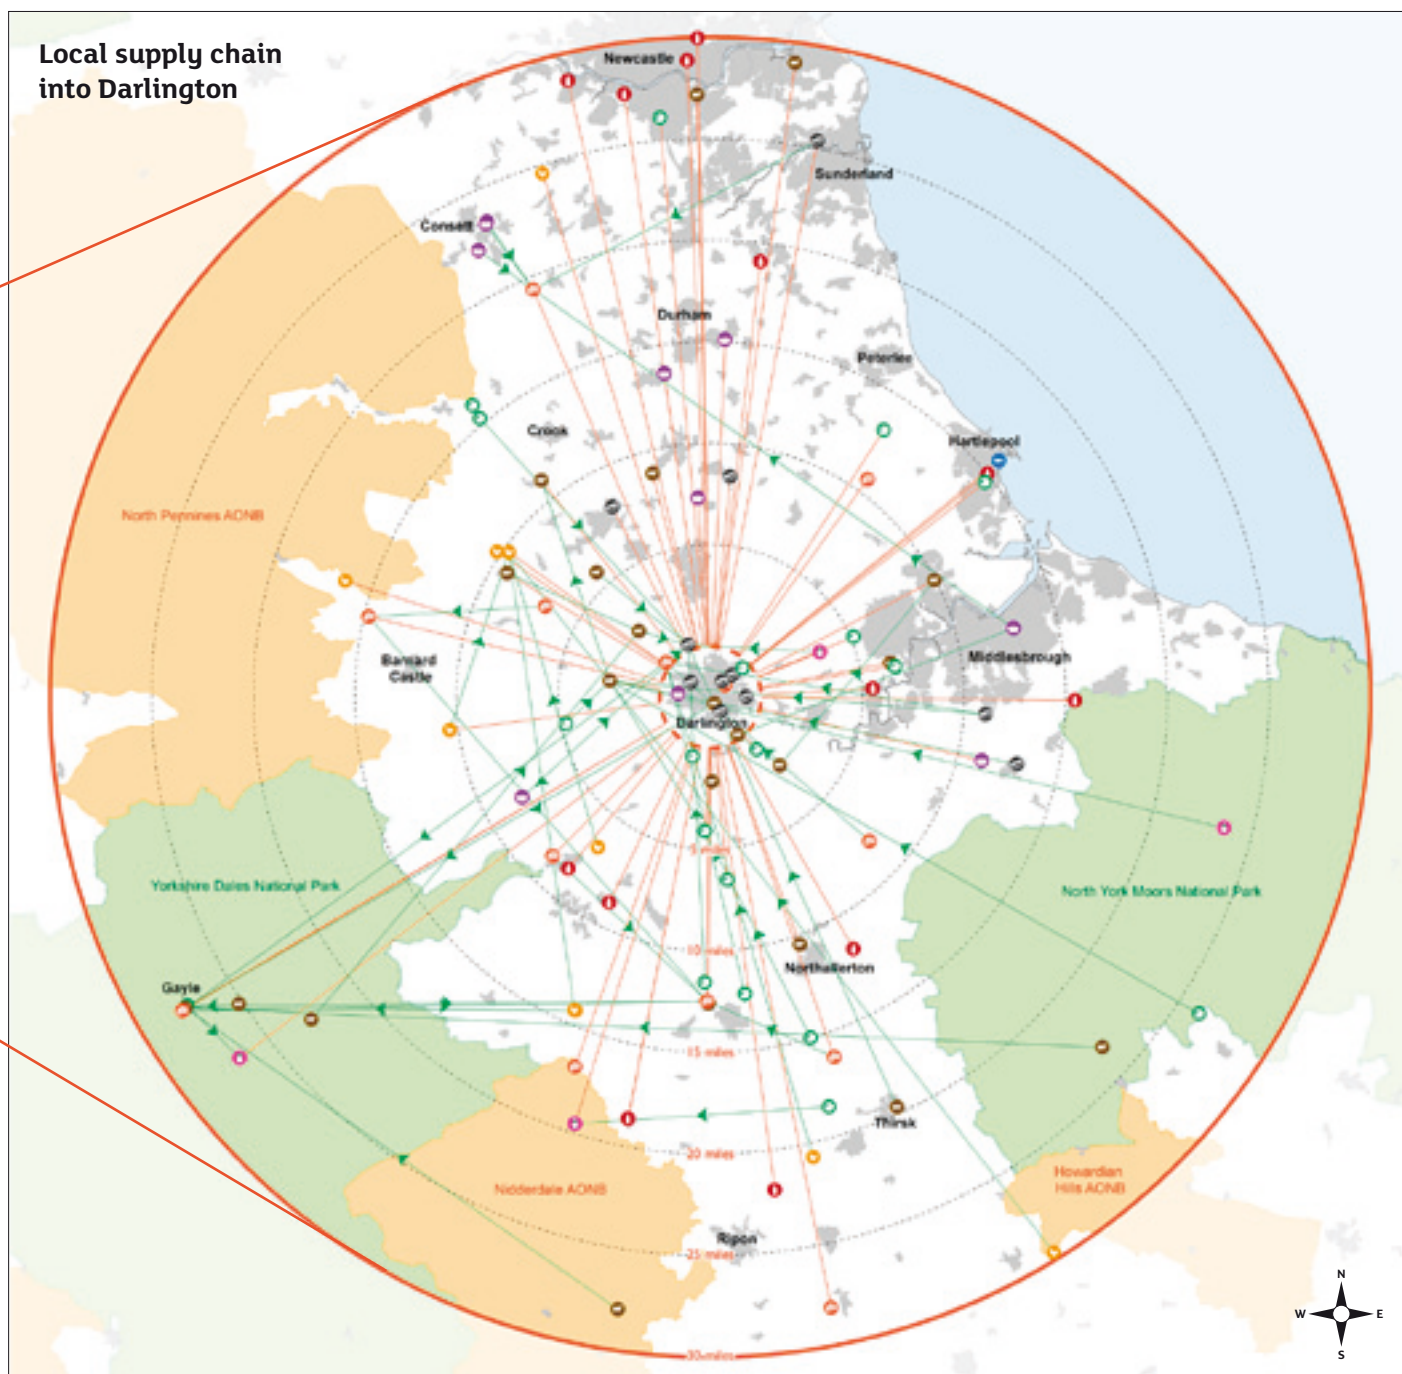 Local supply chain
into Darlington
Newcastle
Sunderland
Consett
Durham
Peterlee
Crook
Hartlepool
North Pennines AONB
Barnard
Castle
Middlesbrough
Darlington
5 miles
Yorkshire Dales National Park
North York Moors National Park
10 miles
Northallerton
Gayle
15 miles
Thirsk
20 miles
Nidderdale AONB
Howardian
Hills AONB
Ripon
25 miles
30 miles
N
W
E
S